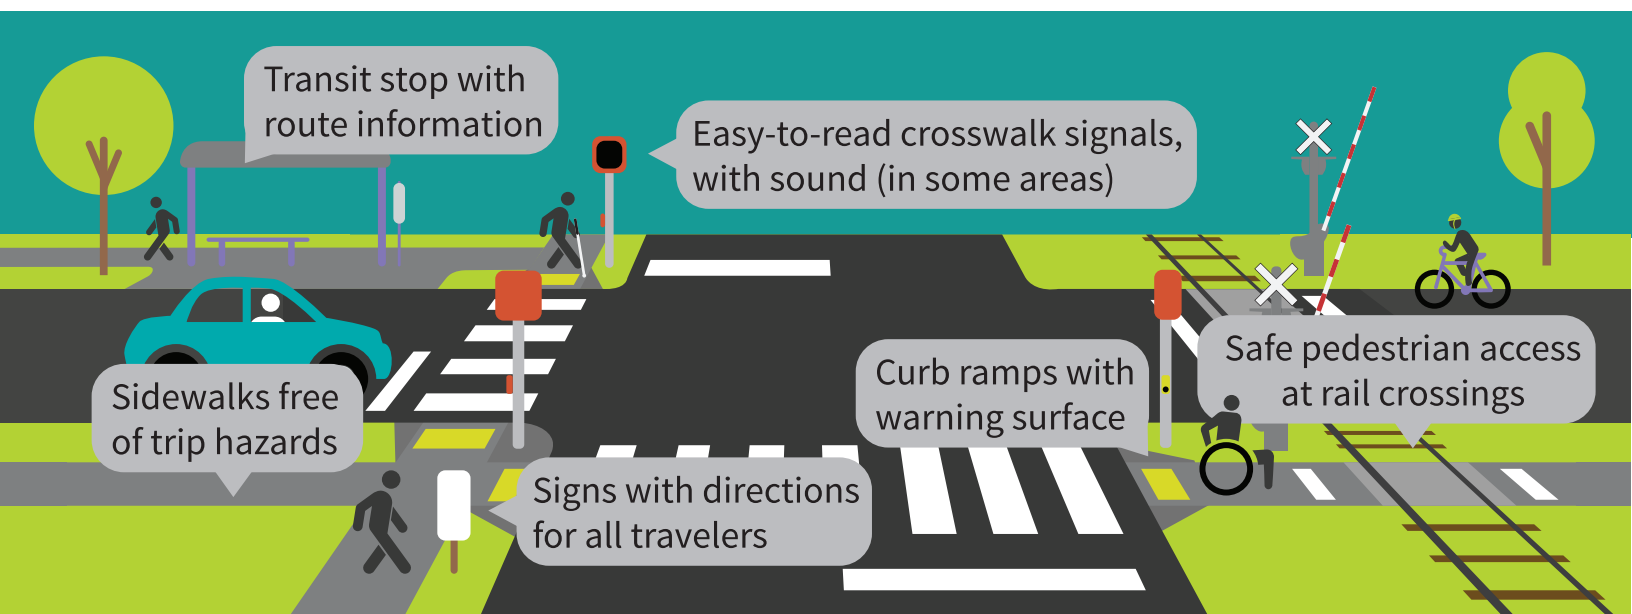 Transit stop with
route information
Easy-to-read crosswalk signals,
with sound (in some areas)
Sidewalks free
of trip hazards
Curb ramps with
warning surface
Safe pedestrian access
at rail crossings
Signs with directions
for all travelers